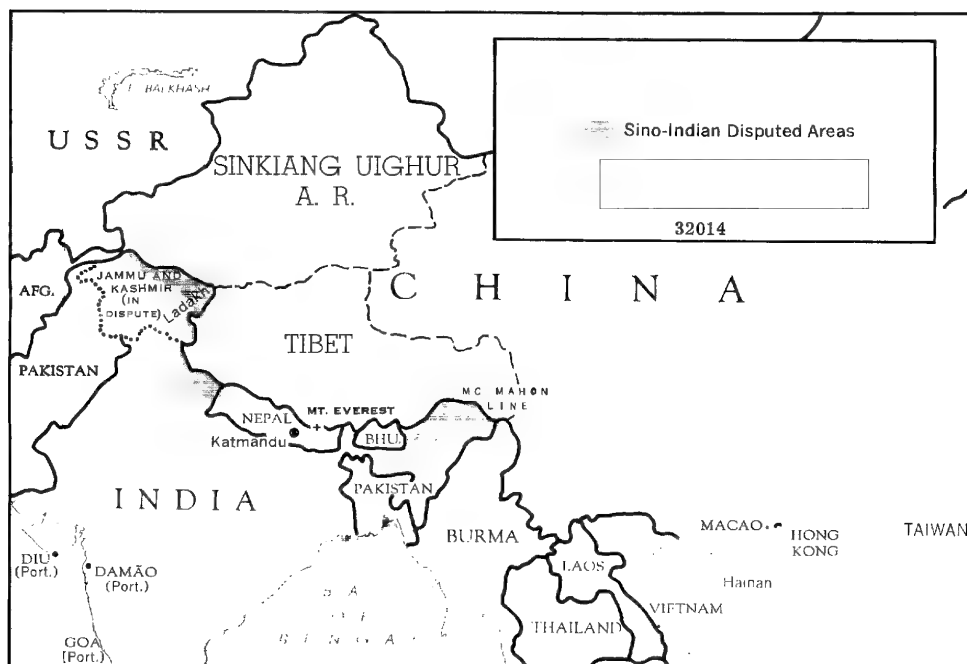 L. BALKHASH
USSR
SINKIANG UIGHUR
A. R.
Sino-Indian Disputed Areas
32014
AFG.
JAMMU AND
KASHMIR
(IN
DISPUTE)
Ladakh
CHINA
PAKISTAN
TIBET
MC MAHON
LINE
MT. EVEREST
NEPAL
Katmandu
BHU.
INDIA
PAKISTAN
BURMA
MACAO
HONG
KONG
TAIWAN
DIU
(Port.)
DAMÃO
(Port.)
LAOS
Hainan
VIETNAM
THAILAND
GOA
(Port.)